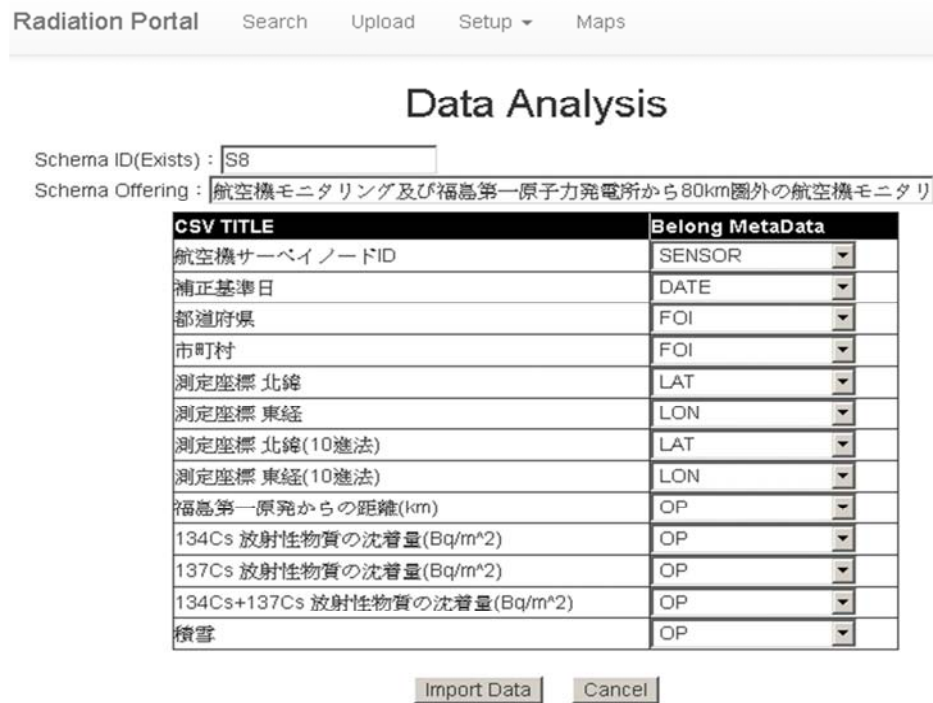 Radiation Portal Search Upload Setup Maps
Data Analysis
Schema ID(Exists) : S8
Schema Offering : 航空機モニタリング及び福島第一原子力発電所から80km圏外の航空機モニタリ
CSV TITLE Belong MetaData
航空機サーベイノードID SENSOR
補正基準日 DATE
都道府県 FOI
市町村 FOI
測定座標 北緯 LAT
測定座標 東経 LON
測定座標 北緯(10進法) LAT
測定座標 東経(10進法) LON
福島第一原発からの距離(km) OP
134Cs 放射性物質の沈着量(Bq/m^2) OP
137Cs 放射性物質の沈着量(Bq/m^2) OP
134Cs+137Cs 放射性物質の沈着量(Bq/m^2) OP
積雪 OP
Import Data Cancel